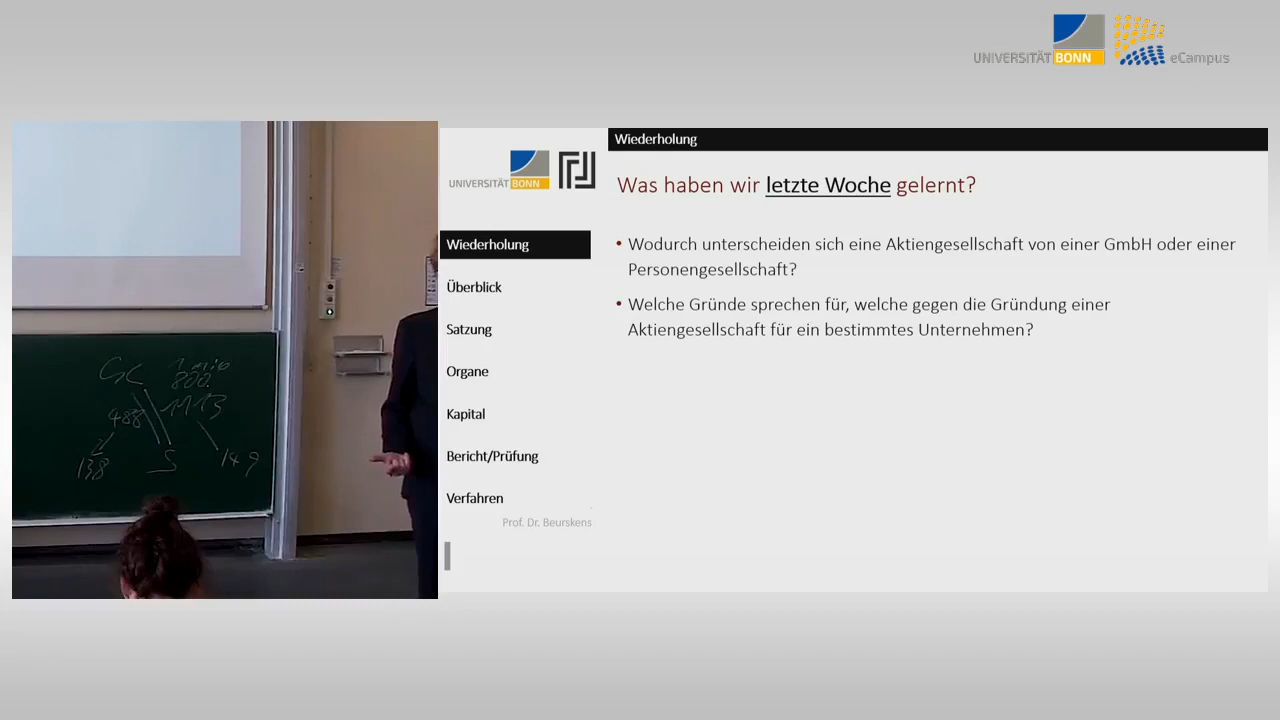 UNIVERSITÄT BONN eCampus
1 mio
800.
488
1113
138
S
149
UNIVERSITÄT BONN
Wiederholung
Überblick
Satzung
Organe
Kapital
Bericht/Prüfung
Verfahren
Prof. Dr. Beurskens
Wiederholung
Was haben wir letzte Woche gelernt?
• Wodurch unterscheiden sich eine Aktiengesellschaft von einer GmbH oder einer
Personengesellschaft?
• Welche Gründe sprechen für, welche gegen die Gründung einer
Aktiengesellschaft für ein bestimmtes Unternehmen?